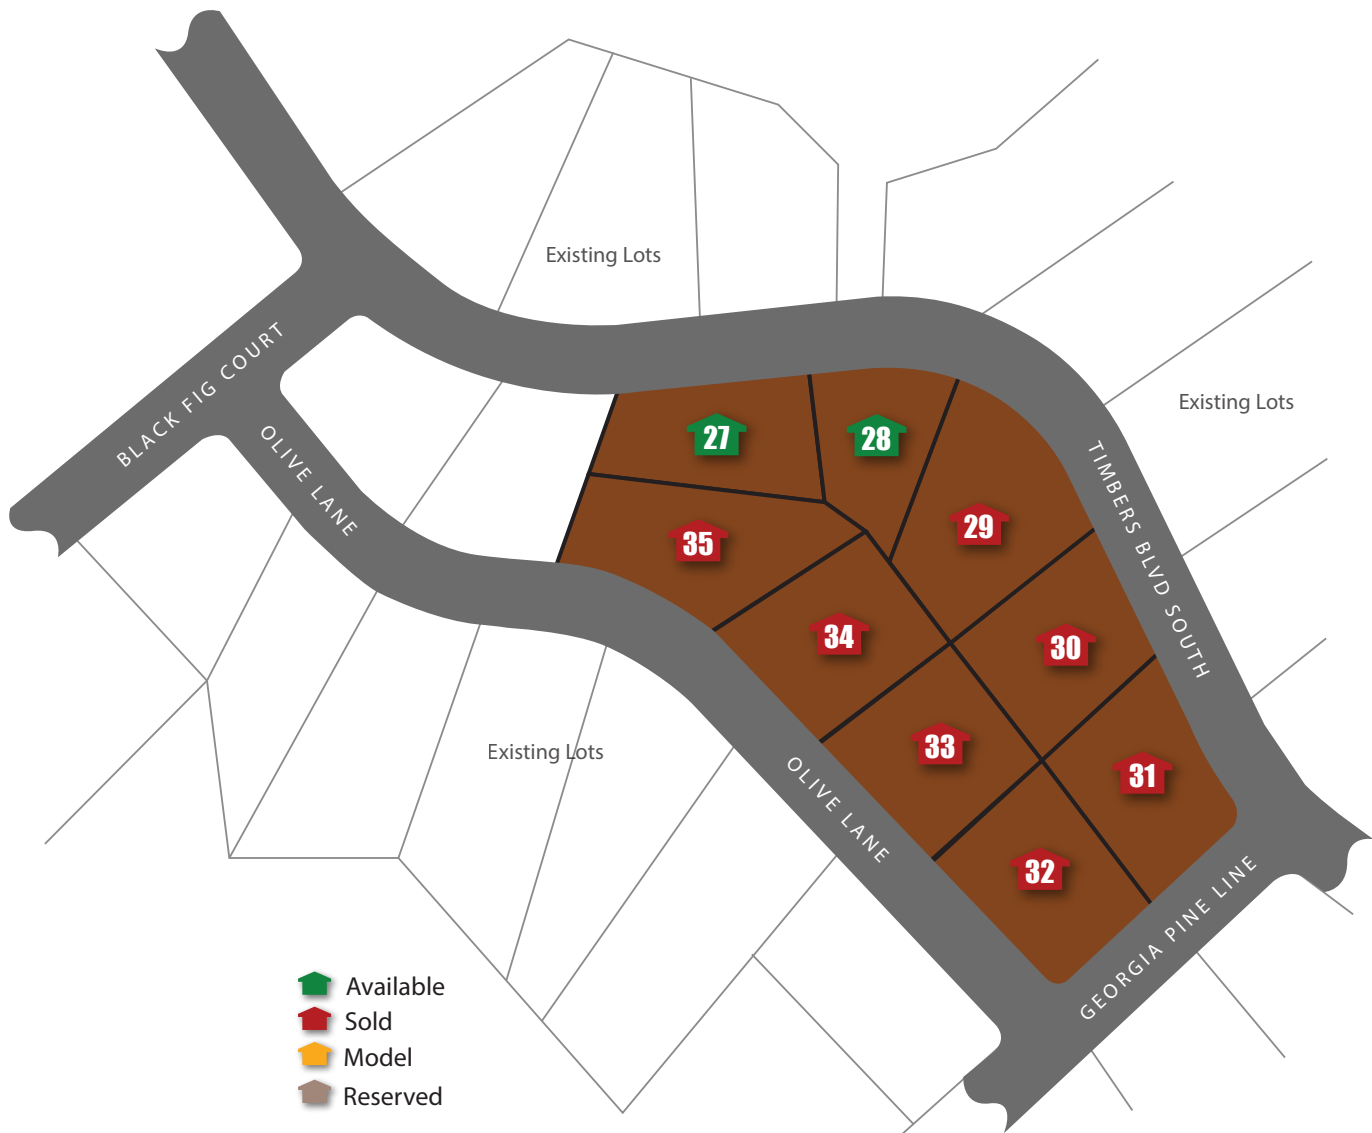 Existing Lots
BLACK FIG COURT
OLIVE LANE
Existing Lots
TIMBERS BLVD SOUTH
27
28
29
35
34
30
33
31
32
Existing Lots
OLIVE LANE
GEORGIA PINE LINE
Available
Sold
Model
Reserved